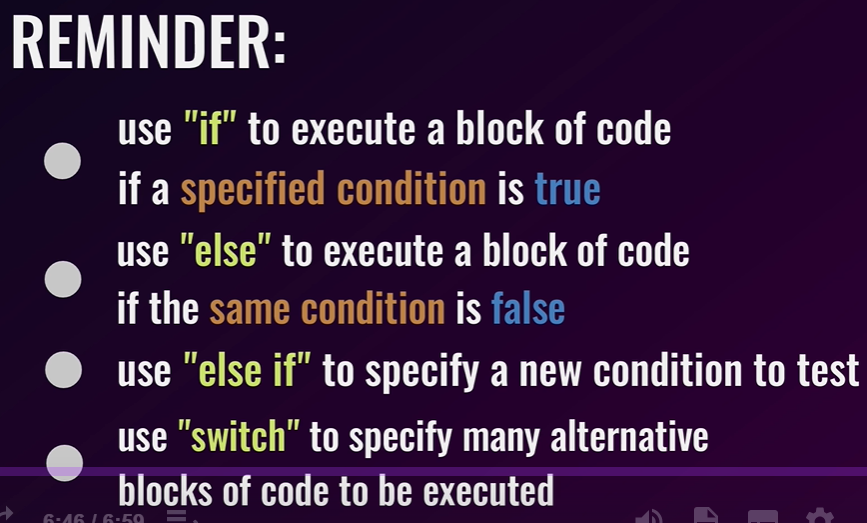 REMINDER:
use "if" to execute a block of code
if a specified condition is true
use "else" to execute a block of code
if the same condition is false
use "else if" to specify a new condition to test
use "switch" to specify many alternative
blocks of code to be executed
6:46 / 6:59